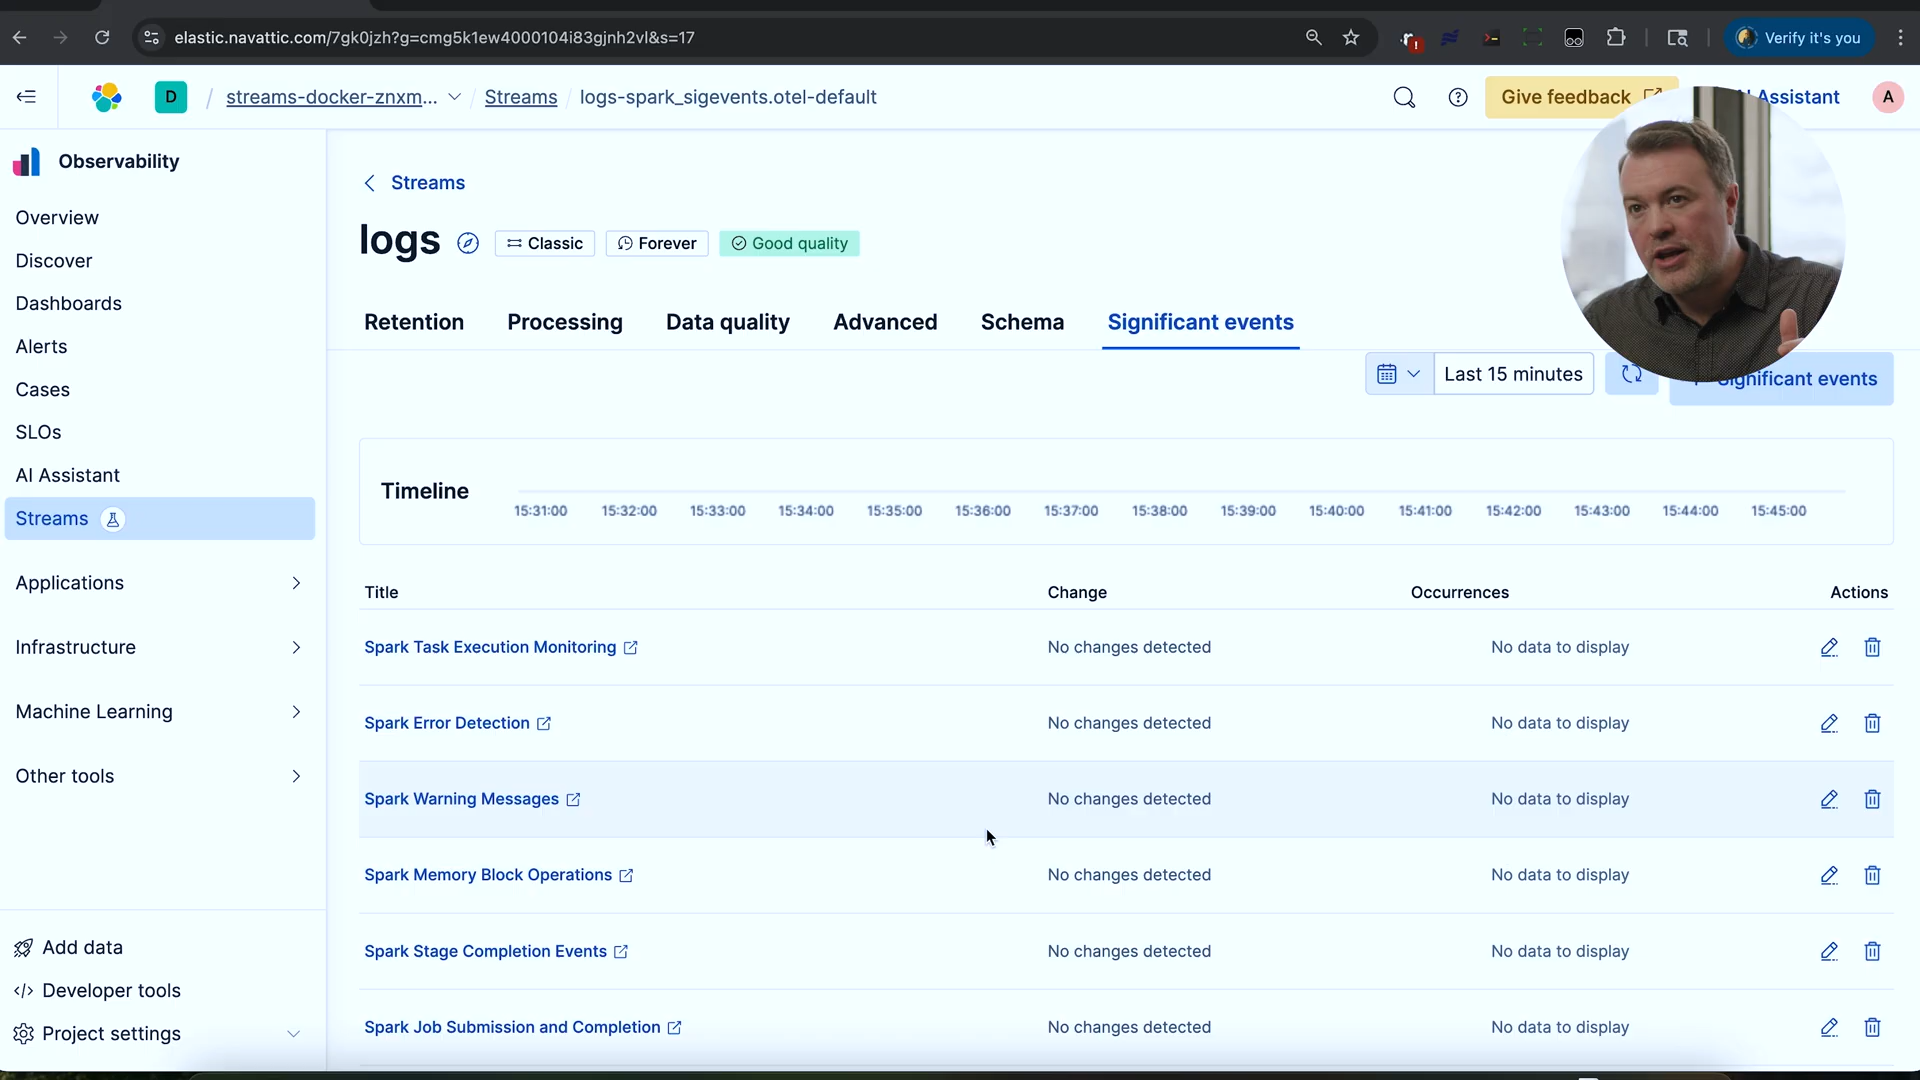 elastic.navattic.com/7gk0jzh?g=cmg5k1ew4000104i83gjnh2vl&s=17
Verify it's you
D / streams-docker-znxm... / Streams / logs-spark_sigevents.otel-default
Give feedback
Assistant
A
Observability
Overview
Discover
Dashboards
Alerts
Cases
SLOs
AI Assistant
Streams
Applications
Infrastructure
Machine Learning
Other tools
Add data
Developer tools
Project settings
Streams
logs
Classic
Forever
Good quality
Retention
Processing
Data quality
Advanced
Schema
Significant events
Last 15 minutes
Significant events
Timeline
15:31:00 15:32:00 15:33:00 15:34:00 15:35:00 15:36:00 15:37:00 15:38:00 15:39:00 15:40:00 15:41:00 15:42:00 15:43:00 15:44:00 15:45:00
Title Change Occurrences Actions
Spark Task Execution Monitoring No changes detected No data to display
Spark Error Detection No changes detected No data to display
Spark Warning Messages No changes detected No data to display
Spark Memory Block Operations No changes detected No data to display
Spark Stage Completion Events No changes detected No data to display
Spark Job Submission and Completion No changes detected No data to display